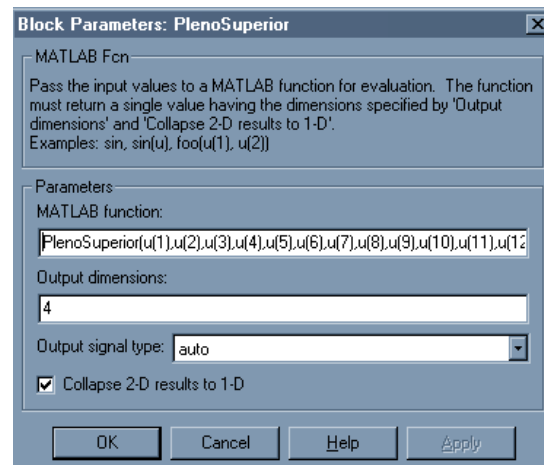 Block Parameters: PlenoSuperior
MATLAB Fcn
Pass the input values to a MATLAB function for evaluation. The function
must return a single value having the dimensions specified by 'Output
dimensions' and 'Collapse 2-D results to 1-D'.
Examples: sin, sin(u), foo(u(1), u(2))
Parameters
MATLAB function:
PlenoSuperior(u(1),u(2),u(3),u(4),u(5),u(6),u(7),u(8),u(9),u(10),u(11),u(12
Output dimensions:
4
Output signal type: auto
Collapse 2-D results to 1-D
OK Cancel Help Apply